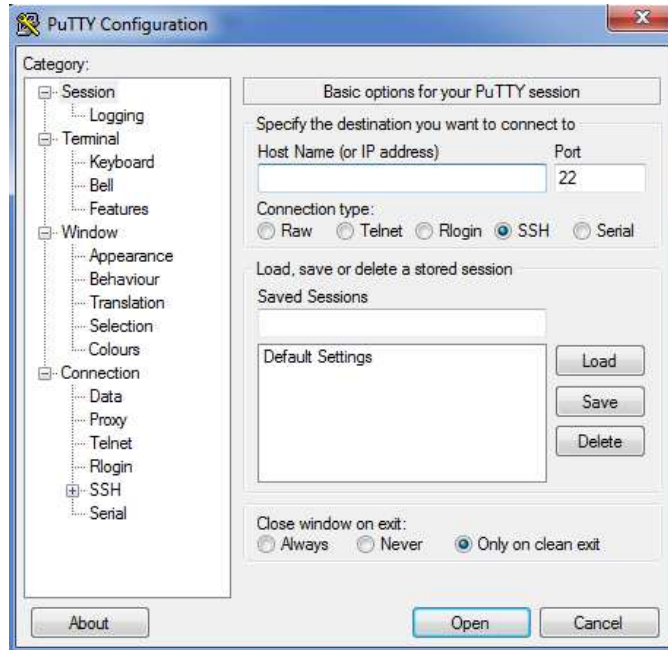 PuTTY Configuration
Category:
Session
Logging
Terminal
Keyboard
Bell
Features
Window
Appearance
Behaviour
Translation
Selection
Colours
Connection
Data
Proxy
Telnet
Rlogin
SSH
Serial
Basic options for your PuTTY session
Specify the destination you want to connect to
Host Name (or IP address) Port
22
Connection type:
Raw Telnet Rlogin SSH Serial
Load, save or delete a stored session
Saved Sessions
Default Settings
Load
Save
Delete
Close window on exit:
Always Never Only on clean exit
About Open Cancel